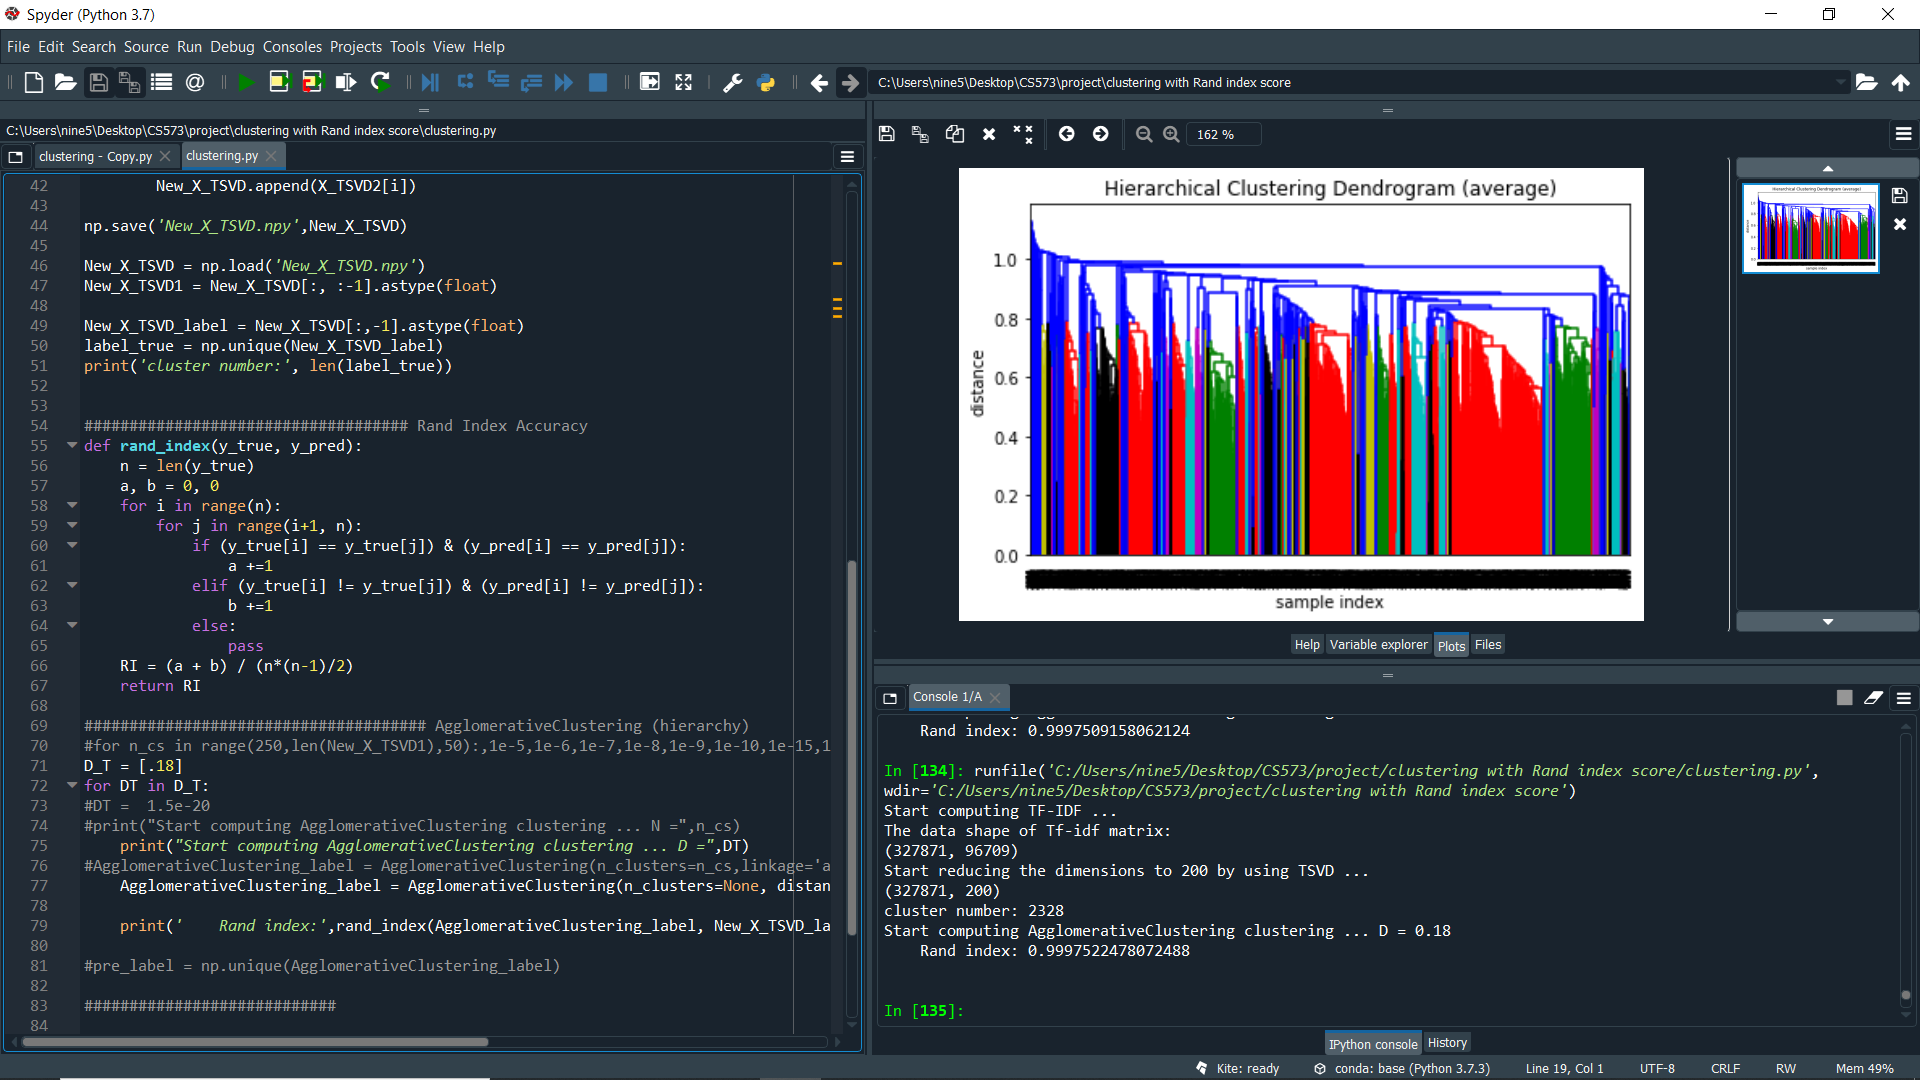 Spyder (Python 3.7)
File Edit Search Source Run Debug Consoles Projects Tools View Help
C:\Users\nine5\Desktop\CS573\project\clustering with Rand index score
C:\Users\nine5\Desktop\CS573\project\clustering with Rand index score\clustering.py
clustering - Copy.py
clustering.py
42 New_X_TSVD.append(X_TSVD2[i])
43
44 np.save('New_X_TSVD.npy',New_X_TSVD)
45
46 New_X_TSVD = np.load('New_X_TSVD.npy')
47 New_X_TSVD1 = New_X_TSVD[:, :-1].astype(float)
48
49 New_X_TSVD_label = New_X_TSVD[:,-1].astype(float)
50 label_true = np.unique(New_X_TSVD_label)
51 print('cluster number:', len(label_true))
52
53
54 #################################### Rand Index Accuracy
55 def rand_index(y_true, y_pred):
56 n = len(y_true)
57 a, b = 0, 0
58 for i in range(n):
59 for j in range(i+1, n):
60 if (y_true[i] == y_true[j]) & (y_pred[i] == y_pred[j]):
61 a +=1
62 elif (y_true[i] != y_true[j]) & (y_pred[i] != y_pred[j]):
63 b +=1
64 else:
65 pass
66 RI = (a + b) / (n*(n-1)/2)
67 return RI
68
69 ###################################### AgglomerativeClustering (hierarchy)
70 #for n_cs in range(250,len(New_X_TSVD1),50):,1e-5,1e-6,1e-7,1e-8,1e-9,1e-10,1e-15,1
71 D_T = [.18]
72 for DT in D_T:
73 #DT = 1.5e-20
74 #print("Start computing AgglomerativeClustering clustering ... N =",n_cs)
75 print("Start computing AgglomerativeClustering clustering ... D =",DT)
76 #AgglomerativeClustering_label = AgglomerativeClustering(n_clusters=n_cs,linkage='a
77 AgglomerativeClustering_label = AgglomerativeClustering(n_clusters=None, distan
78
79 print('    Rand index:',rand_index(AgglomerativeClustering_label, New_X_TSVD_la
80
81 #pre_label = np.unique(AgglomerativeClustering_label)
82
83 ############################
84
162 %
Hierarchical Clustering Dendrogram (average)
1.0
0.8
0.6
0.4
0.2
0.0
distance
sample index
Help Variable explorer Plots Files
Console 1/A
Rand index: 0.9997509158062124
In [134]: runfile('C:/Users/nine5/Desktop/CS573/project/clustering with Rand index score/clustering.py',
wdir='C:/Users/nine5/Desktop/CS573/project/clustering with Rand index score')
Start computing TF-IDF ...
The data shape of Tf-idf matrix:
(327871, 96709)
Start reducing the dimensions to 200 by using TSVD ...
(327871, 200)
cluster number: 2328
Start computing AgglomerativeClustering clustering ... D = 0.18
Rand index: 0.9997522478072488
In [135]:
IPython console History
Kite: ready conda: base (Python 3.7.3) Line 19, Col 1 UTF-8 CRLF RW Mem 49%